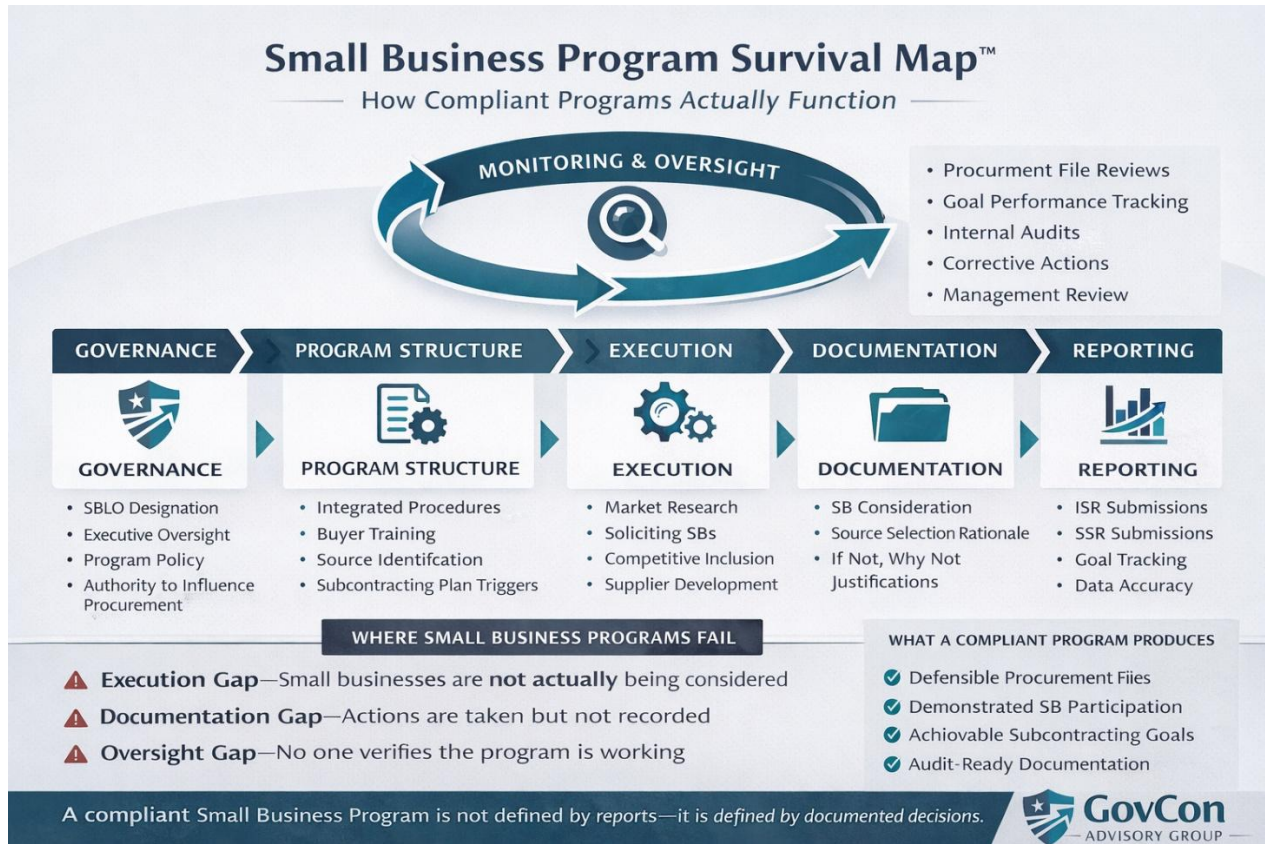 Small Business Program Survival Map™
How Compliant Programs Actually Function
MONITORING & OVERSIGHT
• Procurment File Reviews
• Goal Performance Tracking
• Internal Audits
• Corrective Actions
• Management Review
GOVERNANCE
PROGRAM STRUCTURE
EXECUTION
DOCUMENTATION
REPORTING
GOVERNANCE
PROGRAM STRUCTURE
EXECUTION
DOCUMENTATION
REPORTING
• SBLO Designation
• Executive Oversight
• Program Policy
• Authority to Influence
Procurement
• Integrated Procedures
• Buyer Training
• Source Identifcation
• Subcontracting Plan Triggers
• Market Research
• Soliciting SBs
• Competitive Inclusion
• Supplier Development
• SB Consideration
• Source Selection Rationale
• If Not, Why Not
Justifications
• ISR Submissions
• SSR Submissions
• Goal Tracking
• Data Accuracy
WHERE SMALL BUSINESS PROGRAMS FAIL
Execution Gap—Small businesses are not actually being considered
Documentation Gap—Actions are taken but not recorded
Oversight Gap—No one verifies the program is working
WHAT A COMPLIANT PROGRAM PRODUCES
Defensible Procurement Fiies
Demonstrated SB Participation
Achiovable Subcontracting Goals
Audit-Ready Documentation
A compliant Small Business Program is not defined by reports—it is defined by documented decisions.
GovCon
ADVISORY GROUP